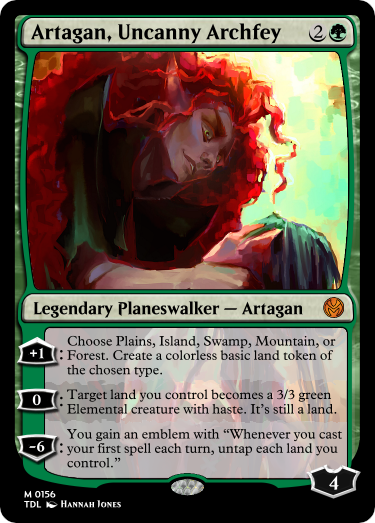 Artagan, Uncanny Archfey 2
Legendary Planeswalker — Artagan
+1: Choose Plains, Island, Swamp, Mountain, or
Forest. Create a colorless basic land token of
the chosen type.
0: Target land you control becomes a 3/3 green
Elemental creature with haste. It's still a land.
-6: You gain an emblem with “Whenever you cast
your first spell each turn, untap each land you
control.”
4
M 0156
TDL Hannah Jones